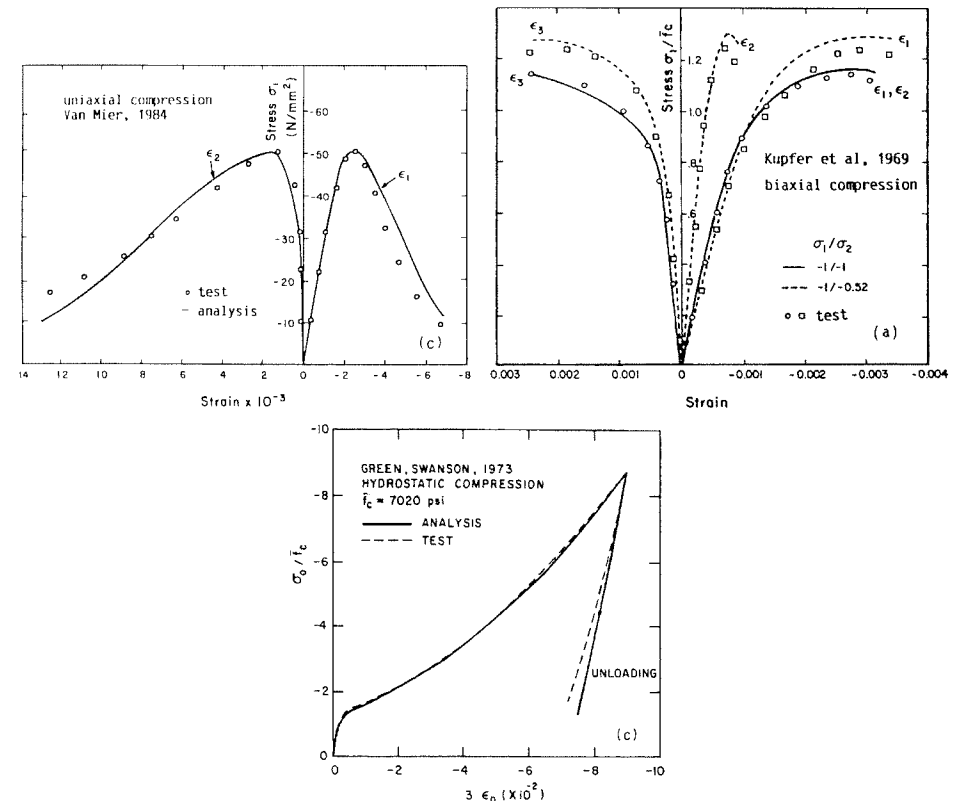 (c)
uniaxial compression
Van Mier, 1984
Stress σ₁
(N/mm²)
-60
-50
-40
-30
-20
-10
ε₂
ε₁
○ test
— analysis
(c)
14 12 10 8 6 4 2 0 -2 -4 -6 -8
Strain x 10⁻³
Stress σ₁/f̄c
1.2
1.0
.8
.6
.4
.2
ε₃
ε₃
ε₂
ε₁
ε₁, ε₂
Kupfer et al, 1969
biaxial compression
σ₁/σ₂
—— -1/-1
---- -1/-0.52
○ □ test
(a)
0.003 0.002 0.001 0 -0.001 -0.002 -0.003 -0.004
Strain
GREEN, SWANSON, 1973
HYDROSTATIC COMPRESSION
f̄c = 7020 psi
—— ANALYSIS
---- TEST
σ₀/f̄c
-10
-8
-6
-4
-2
0
UNLOADING
(c)
0 -2 -4 -6 -8 -10
3 ε₀ (X10⁻²)